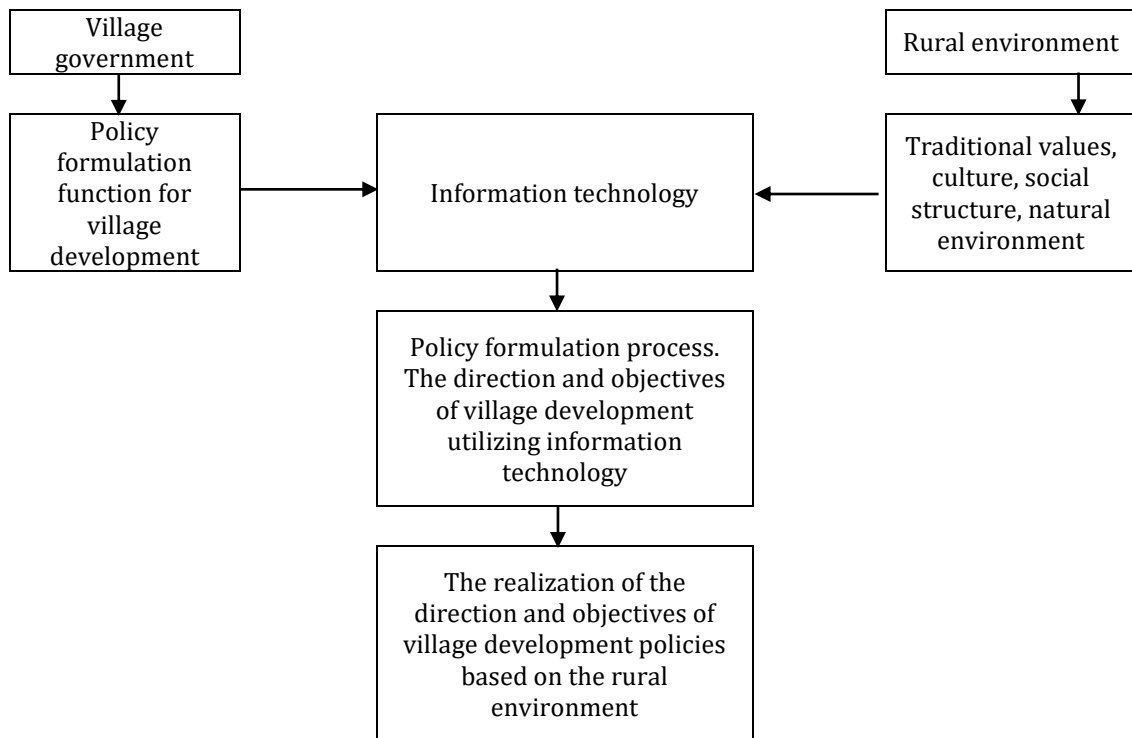 Village
government
Rural environment
Policy
formulation
function for
village
development
Information technology
Traditional values,
culture, social
structure, natural
environment
Policy formulation process.
The direction and objectives
of village development
utilizing information
technology
The realization of the
direction and objectives of
village development policies
based on the rural
environment